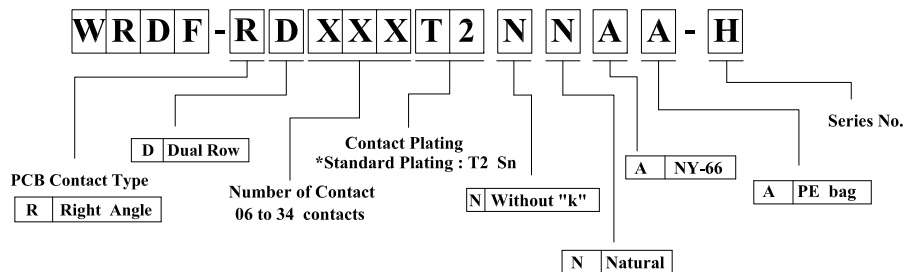 WRDF-RDXXXT2NNAA-H
Series No.
Contact Plating
*Standard Plating : T2 Sn
D Dual Row
A NY-66
PCB Contact Type
R Right Angle
Number of Contact
06 to 34 contacts
N Without "k"
A PE bag
N Natural